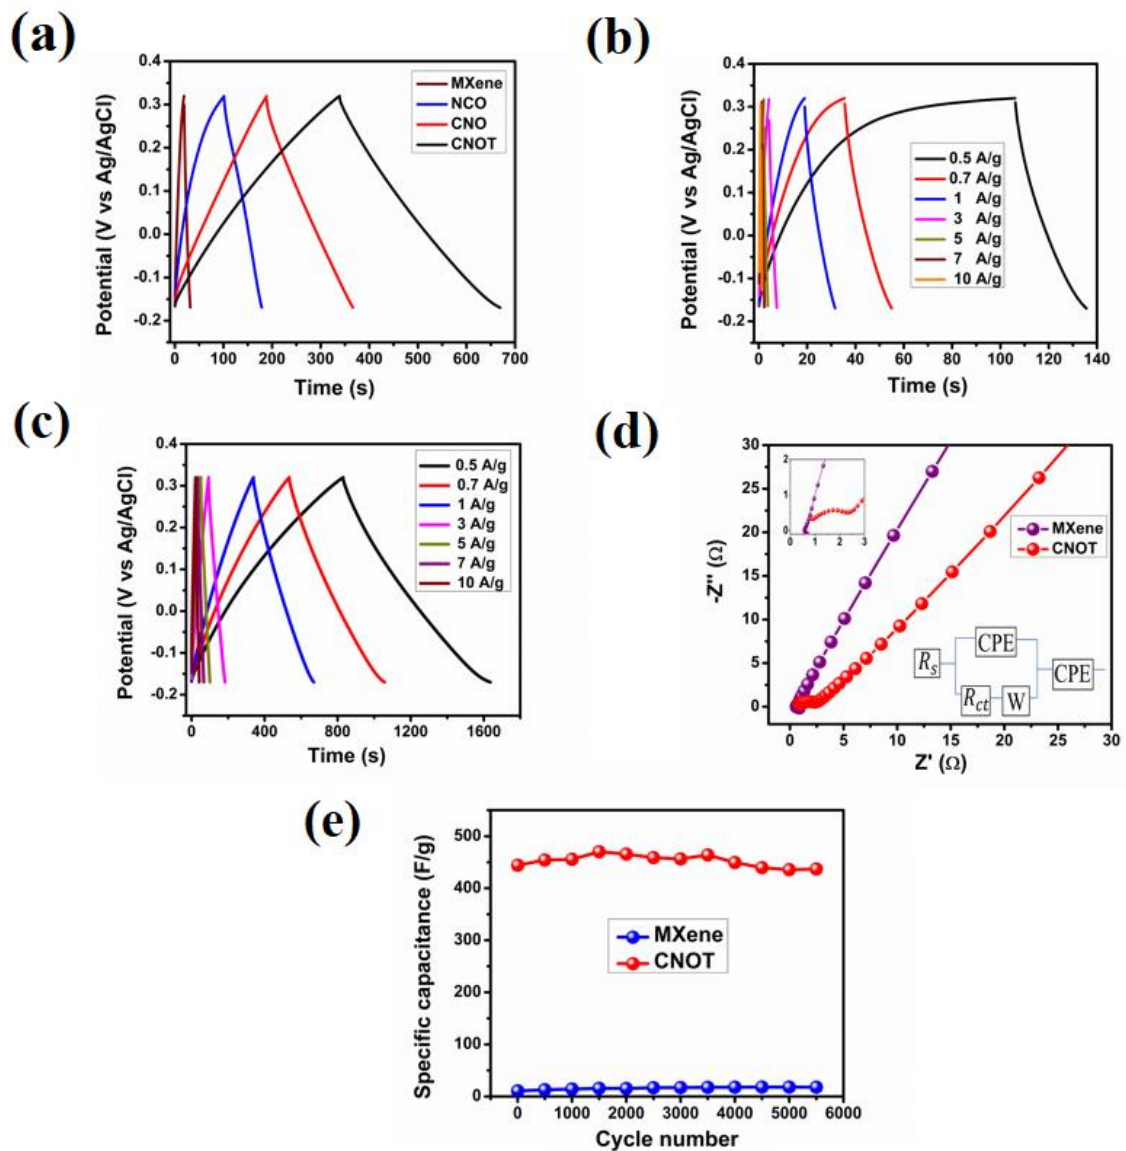 (a)
0.4
0.3
0.2
0.1
0.0
-0.1
-0.2
Potential (V vs Ag/AgCl)
MXene
NCO
CNO
CNOT
0 100 200 300 400 500 600 700
Time (s)
(b)
0.4
0.3
0.2
0.1
0.0
-0.1
-0.2
Potential (V vs Ag/AgCl)
0.5 A/g
0.7 A/g
1 A/g
3 A/g
5 A/g
7 A/g
10 A/g
0 20 40 60 80 100 120 140
Time (s)
(c)
0.4
0.3
0.2
0.1
0.0
-0.1
-0.2
Potential (V vs Ag/AgCl)
0.5 A/g
0.7 A/g
1 A/g
3 A/g
5 A/g
7 A/g
10 A/g
0 400 800 1200 1600
Time (s)
(d)
30
25
20
15
10
5
0
-Z'' (Ω)
2
1
0
0 1 2 3
MXene
CNOT
Rs
CPE
Rct
W
CPE
0 5 10 15 20 25 30
Z' (Ω)
(e)
500
400
300
200
100
0
Specific capacitance (F/g)
MXene
CNOT
0 1000 2000 3000 4000 5000 6000
Cycle number